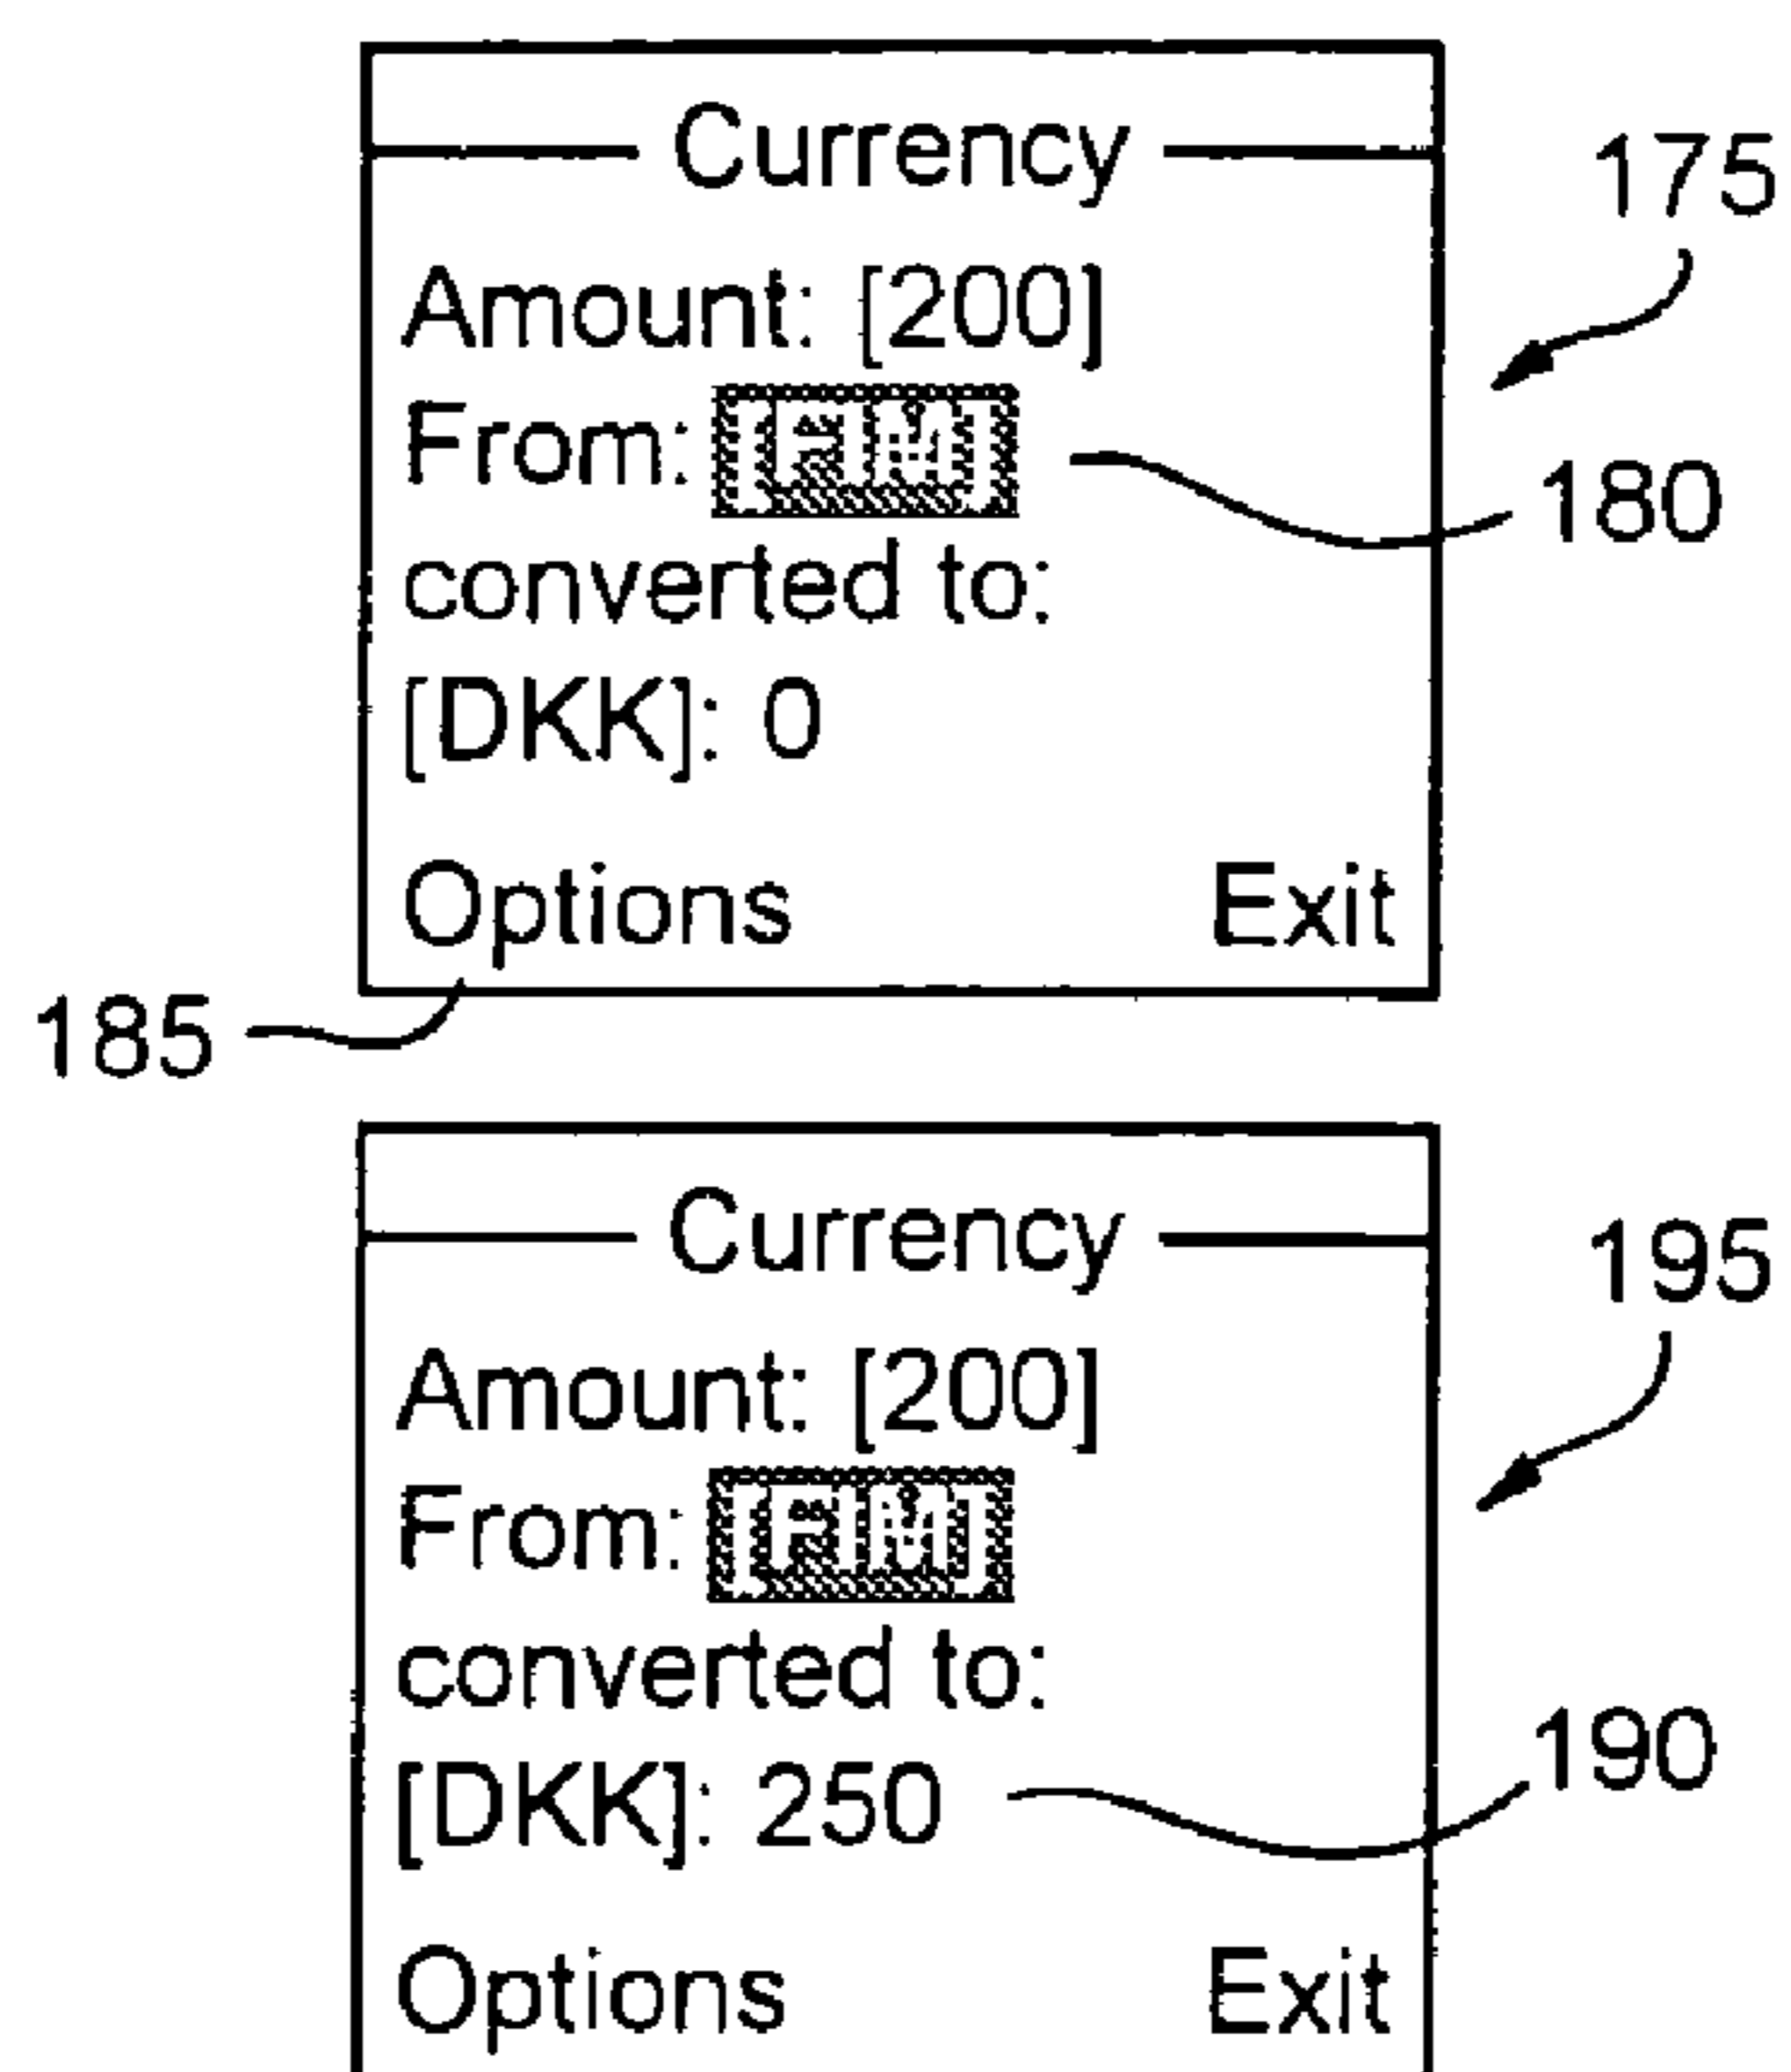 Currency
175
Amount: [200]
From: [FIM]
180
converted to:
[DKK]: 0
Options Exit
185
Currency
195
Amount: [200]
From: [FIM]
converted to:
190
[DKK]: 250
Options Exit